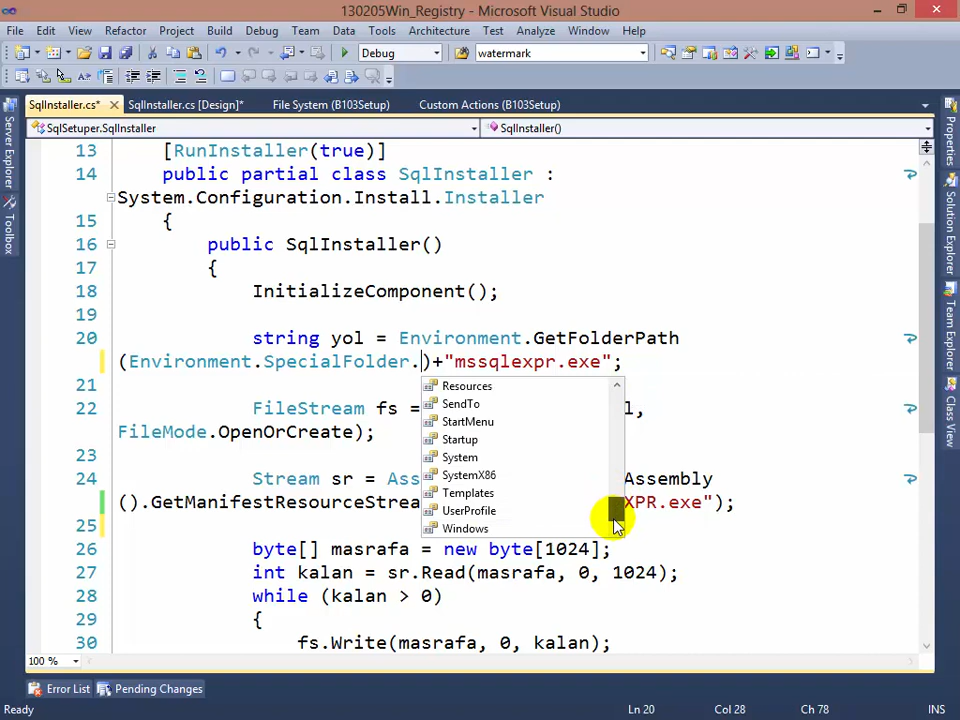 130205Win_Registry - Microsoft Visual Studio
File Edit View Refactor Project Build Debug Team Data Tools Architecture Test Analyze Window Help
Debug watermark
SqlInstaller.cs* SqlInstaller.cs [Design]* File System (B103Setup) Custom Actions (B103Setup)
SqlSetuper.SqlInstaller SqlInstaller()
13 [RunInstaller(true)]
14 public partial class SqlInstaller :
System.Configuration.Install.Installer
15 {
16 public SqlInstaller()
17 {
18 InitializeComponent();
19
20 string yol = Environment.GetFolderPath
(Environment.SpecialFolder.)+"mssqlexpr.exe";
21
22 FileStream fs = l,
FileMode.OpenOrCreate);
23
24 Stream sr = Ass Assembly
().GetManifestResourceStrea XPR.exe");
25
26 byte[] masrafa = new byte[1024];
27 int kalan = sr.Read(masrafa, 0, 1024);
28 while (kalan > 0)
29 {
30 fs.Write(masrafa, 0, kalan);
Resources
SendTo
StartMenu
Startup
System
SystemX86
Templates
UserProfile
Windows
Server Explorer
Toolbox
Properties
Solution Explorer
Team Explorer
Class View
100 %
Error List Pending Changes
Ready Ln 20 Col 28 Ch 78 INS